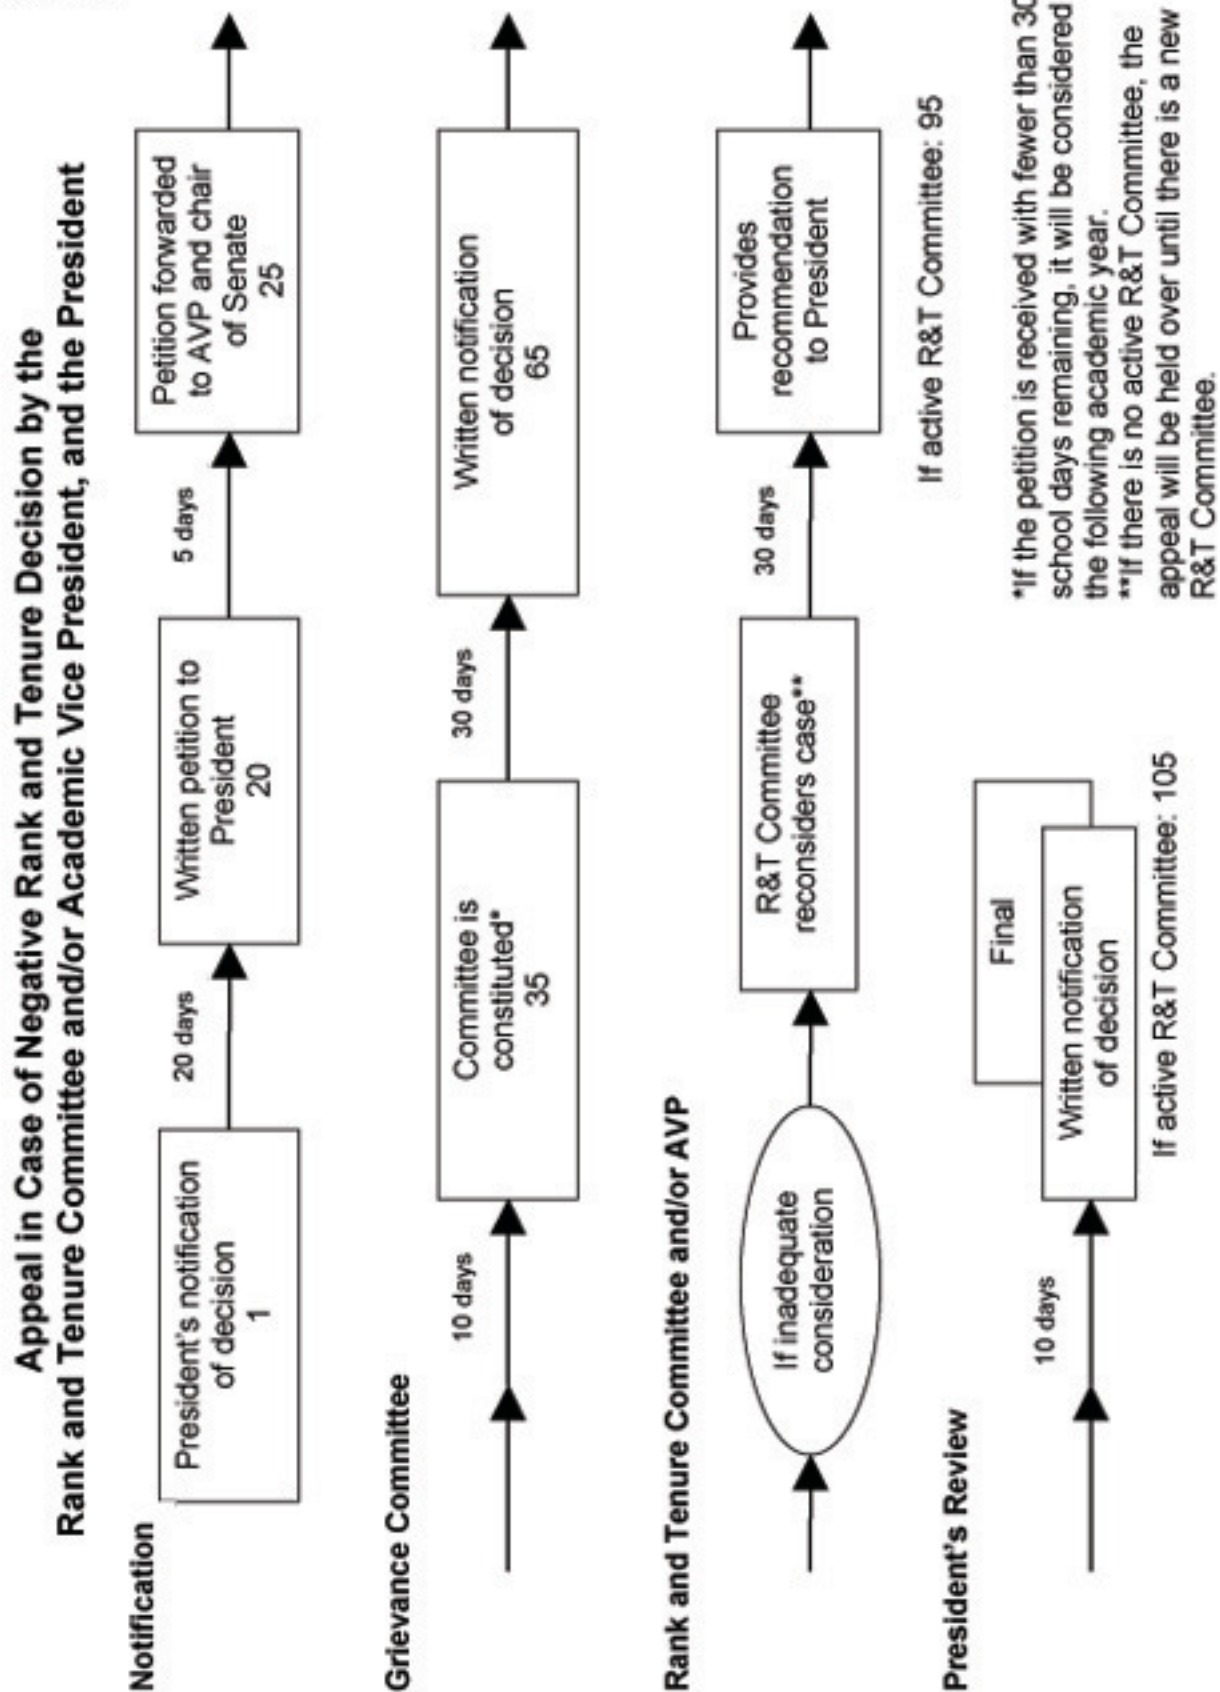 Appeal in Case of Negative Rank and Tenure Decision by the
Rank and Tenure Committee and/or Academic Vice President, and the President
Notification
President's notification
of decision
1
20 days
Written petition to
President
20
5 days
Petition forwarded
to AVP and chair
of Senate
25
Grievance Committee
10 days
Committee is
constituted*
35
30 days
Written notification
of decision
65
Rank and Tenure Committee and/or AVP
If inadequate
consideration
R&T Committee
reconsiders case**
30 days
Provides
recommendation
to President
If active R&T Committee: 95
President's Review
10 days
Final
Written notification
of decision
If active R&T Committee: 105
*If the petition is received with fewer than 30
school days remaining, it will be considered
the following academic year.
**If there is no active R&T Committee, the
appeal will be held over until there is a new
R&T Committee.